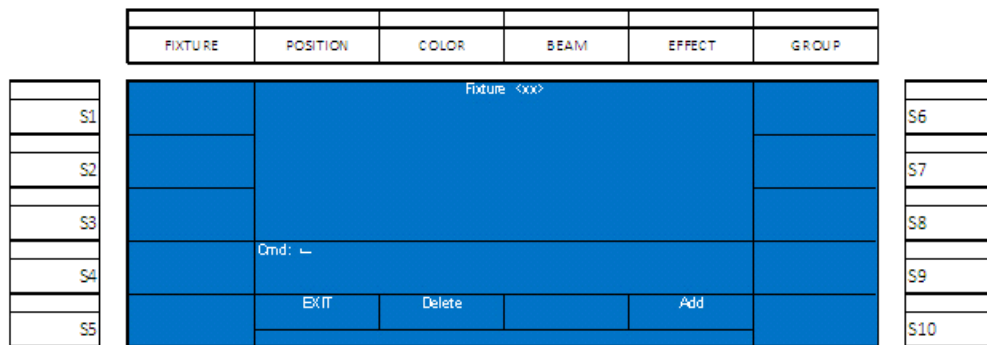 FIXTURE POSITION COLOR BEAM EFFECT GROUP
Fixture <xx>
S1 S6
S2 S7
S3 S8
Cmd: _
S4 S9
EXIT Delete Add
S5 S10